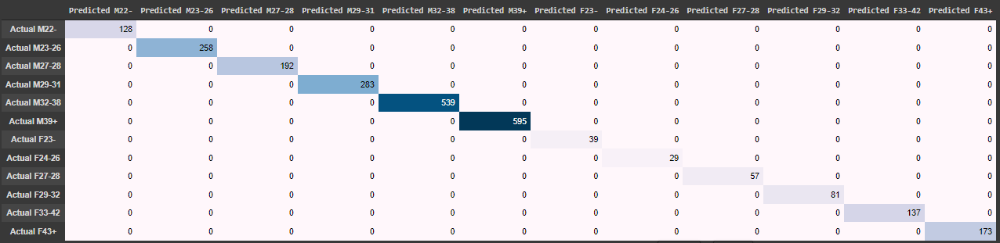 Predicted M22- Predicted M23-26 Predicted M27-28 Predicted M29-31 Predicted M32-38 Predicted M39+ Predicted F23- Predicted F24-26 Predicted F27-28 Predicted F29-32 Predicted F33-42 Predicted F43+
Actual M22- 128 0 0 0 0 0 0 0 0 0 0 0
Actual M23-26 0 258 0 0 0 0 0 0 0 0 0 0
Actual M27-28 0 0 192 0 0 0 0 0 0 0 0 0
Actual M29-31 0 0 0 283 0 0 0 0 0 0 0 0
Actual M32-38 0 0 0 0 539 0 0 0 0 0 0 0
Actual M39+ 0 0 0 0 0 595 0 0 0 0 0 0
Actual F23- 0 0 0 0 0 0 39 0 0 0 0 0
Actual F24-26 0 0 0 0 0 0 0 29 0 0 0 0
Actual F27-28 0 0 0 0 0 0 0 0 57 0 0 0
Actual F29-32 0 0 0 0 0 0 0 0 0 81 0 0
Actual F33-42 0 0 0 0 0 0 0 0 0 0 137 0
Actual F43+ 0 0 0 0 0 0 0 0 0 0 0 173